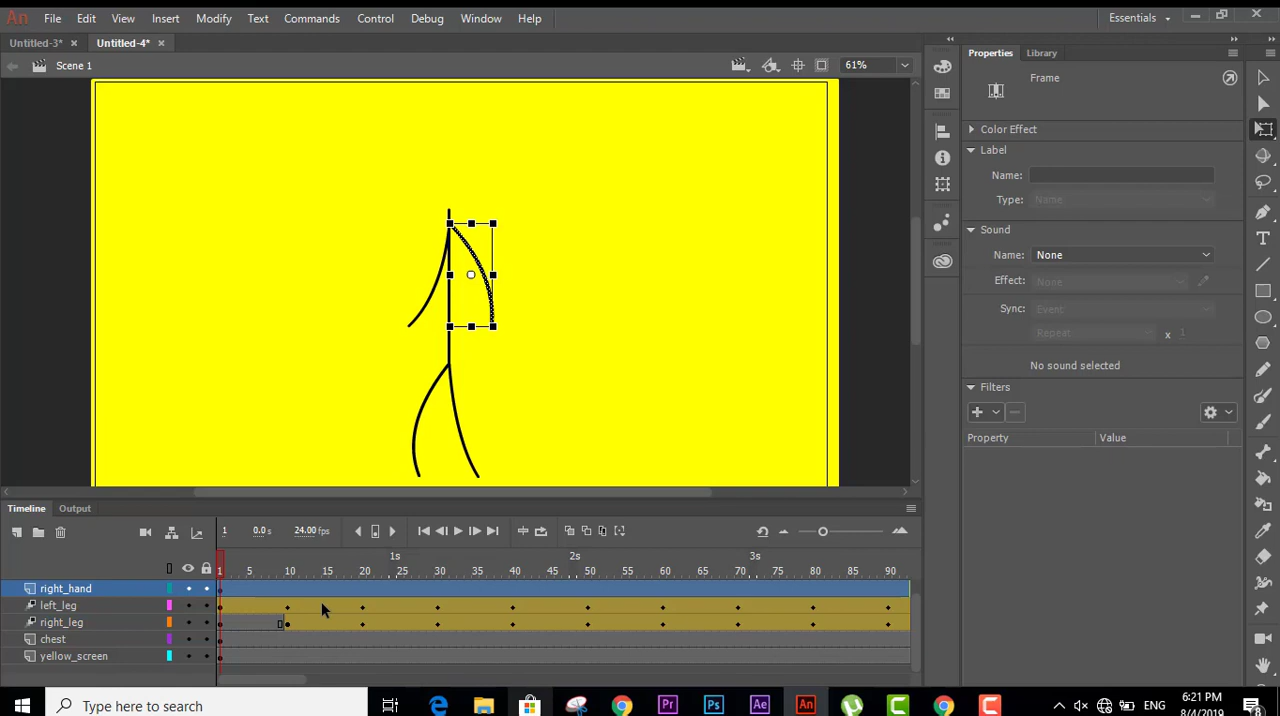 An File Edit View Insert Modify Text Commands Control Debug Window Help Essentials
Untitled-3* × Untitled-4* ×
Scene 1 61%
Properties Library
Frame
Color Effect
Label
Name:
Type: Name
Sound
Name: None
Effect: None
Sync: Event
Repeat x 1
No sound selected
Filters
Property Value
Timeline Output
1 0.0 s 24.00 fps
1s 2s 3s
1 5 10 15 20 25 30 35 40 45 50 55 60 65 70 75 80 85 90
right_hand
left_leg
right_leg
chest
yellow_screen
Type here to search
Pr Ps Ae An
ENG
6:21 PM
8/4/2019